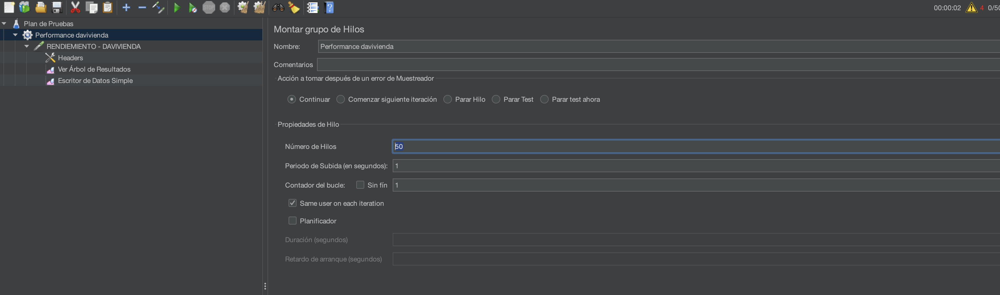 STOP
00:00:02 4 0/50
Plan de Pruebas
Performance davivienda
RENDIEMIENTO - DAVIVIENDA
Headers
Ver Árbol de Resultados
Escritor de Datos Simple
Montar grupo de Hilos
Nombre: Performance davivienda
Comentarios
Acción a tomar después de un error de Muestreador
Continuar Comenzar siguiente iteración Parar Hilo Parar Test Parar test ahora
Propiedades de Hilo
Número de Hilos 50
Periodo de Subida (en segundos): 1
Contador del bucle: Sin fín 1
Same user on each iteration
Planificador
Duración (segundos)
Retardo de arranque (segundos)